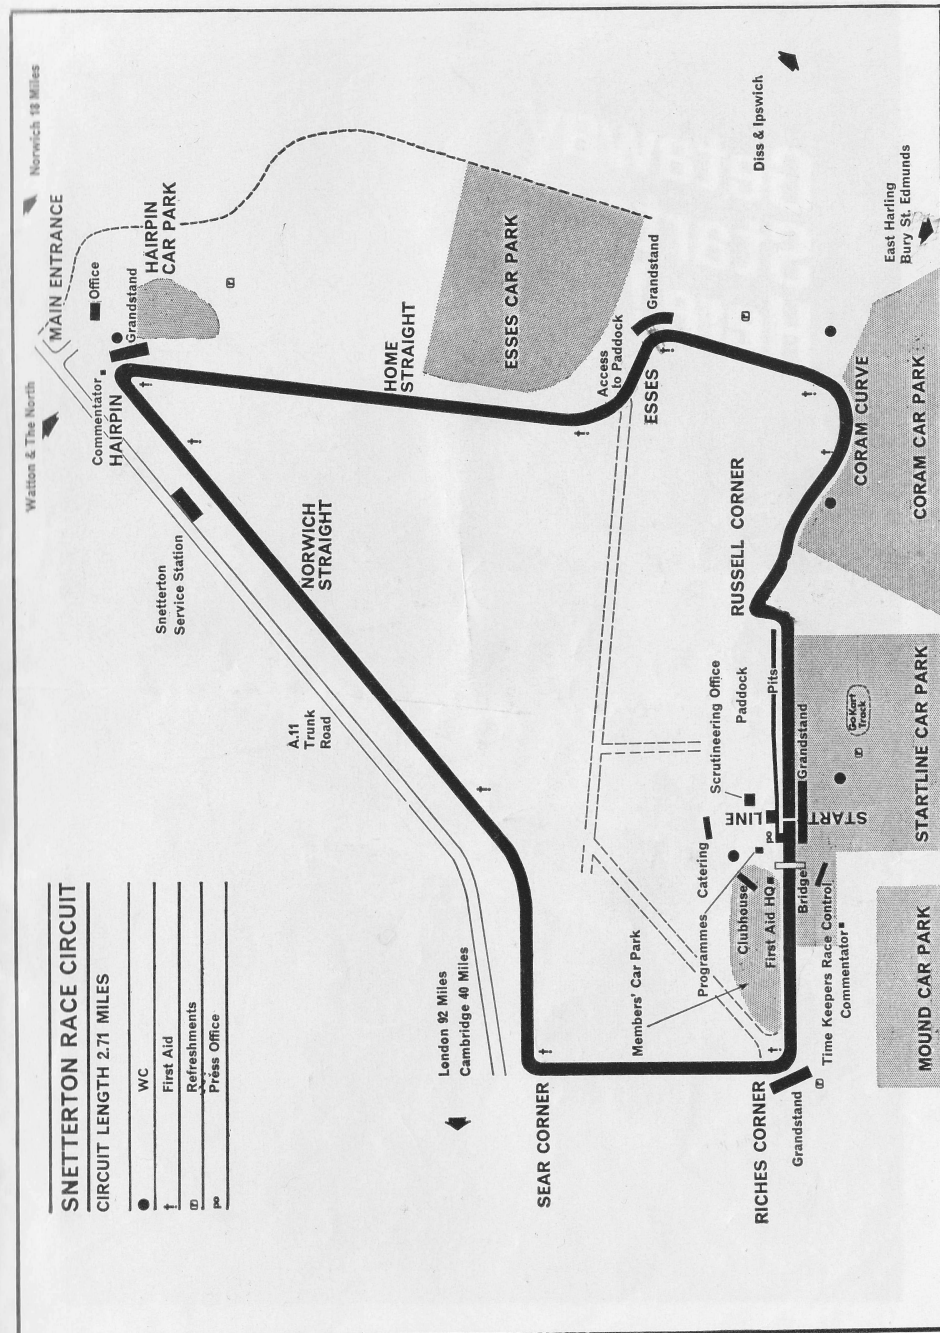 SNETTERTON RACE CIRCUIT
CIRCUIT LENGTH 2.71 MILES
WC
First Aid
Refreshments
Press Office
PO
Norwich 18 Miles
MAIN ENTRANCE
Watton & The North
Office
Grandstand
HAIRPIN
CAR PARK
Commentator
HAIRPIN
Snetterton
Service Station
NORWICH
STRAIGHT
HOME
STRAIGHT
A.11
Trunk
Road
London 92 Miles
Cambridge 40 Miles
ESSES CAR PARK
Access
to Paddock
Grandstand
ESSES
Diss & Ipswich
East Harling
Bury St. Edmunds
CORAM CURVE
CORAM CAR PARK
RUSSELL CORNER
Scrutineering Office
Paddock
Pits
Grandstand
GoKart
Track
STARTLINE CAR PARK
START
LINE
PO
Catering
Programmes
Clubhouse
First Aid HQ
Bridge
Members' Car Park
Time Keepers Race Control
Commentator
MOUND CAR PARK
SEAR CORNER
RICHES CORNER
Grandstand